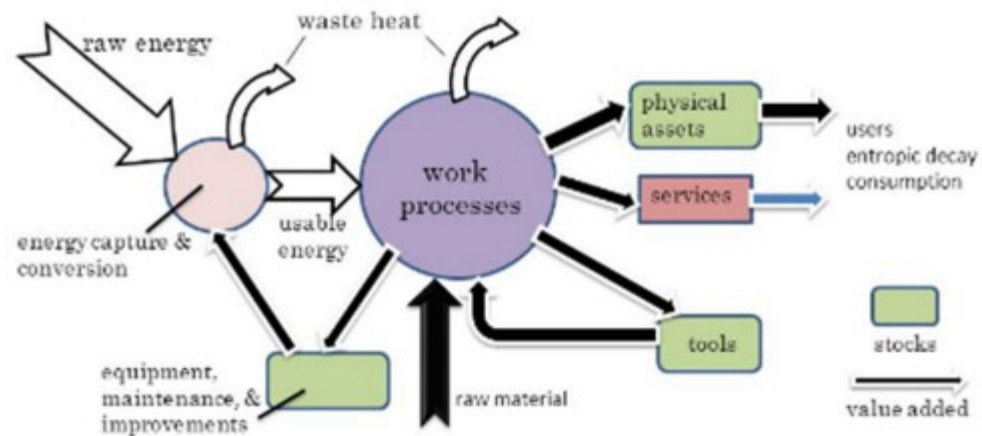 waste heat
raw energy
physical
assets
users
entropic decay
consumption
work
processes
services
usable
energy
energy capture &
conversion
tools
stocks
equipment,
maintenance, &
improvements
raw material
value added